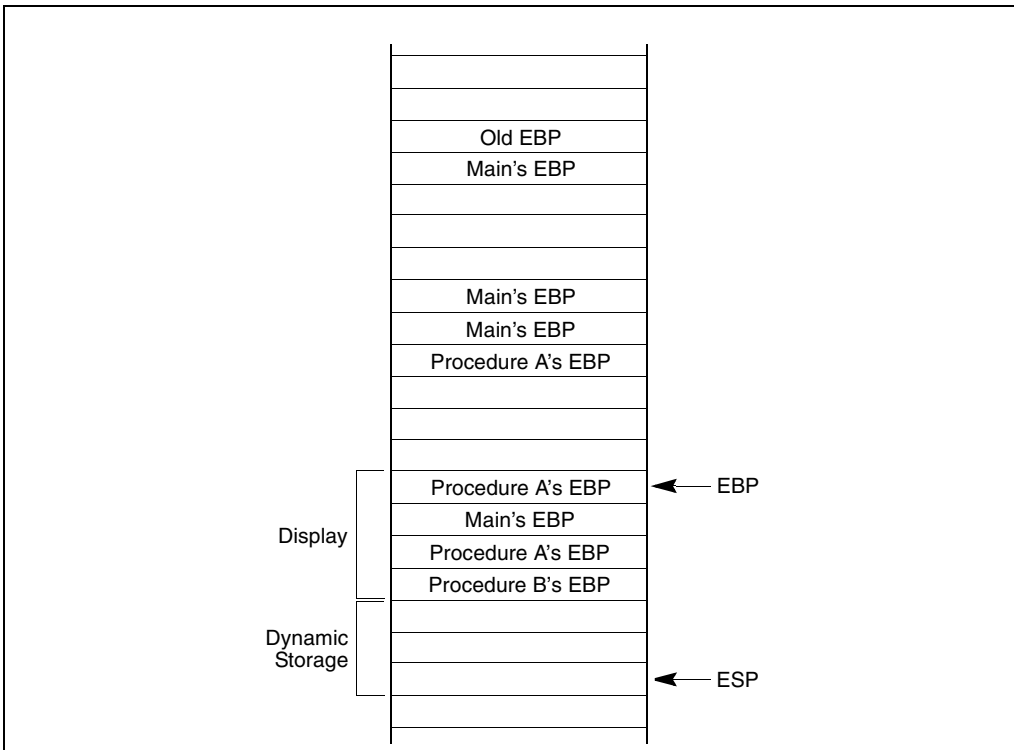 Old EBP
Main's EBP
Main's EBP
Main's EBP
Procedure A's EBP
Procedure A's EBP
EBP
Main's EBP
Display
Procedure A's EBP
Procedure B's EBP
Dynamic
Storage
ESP